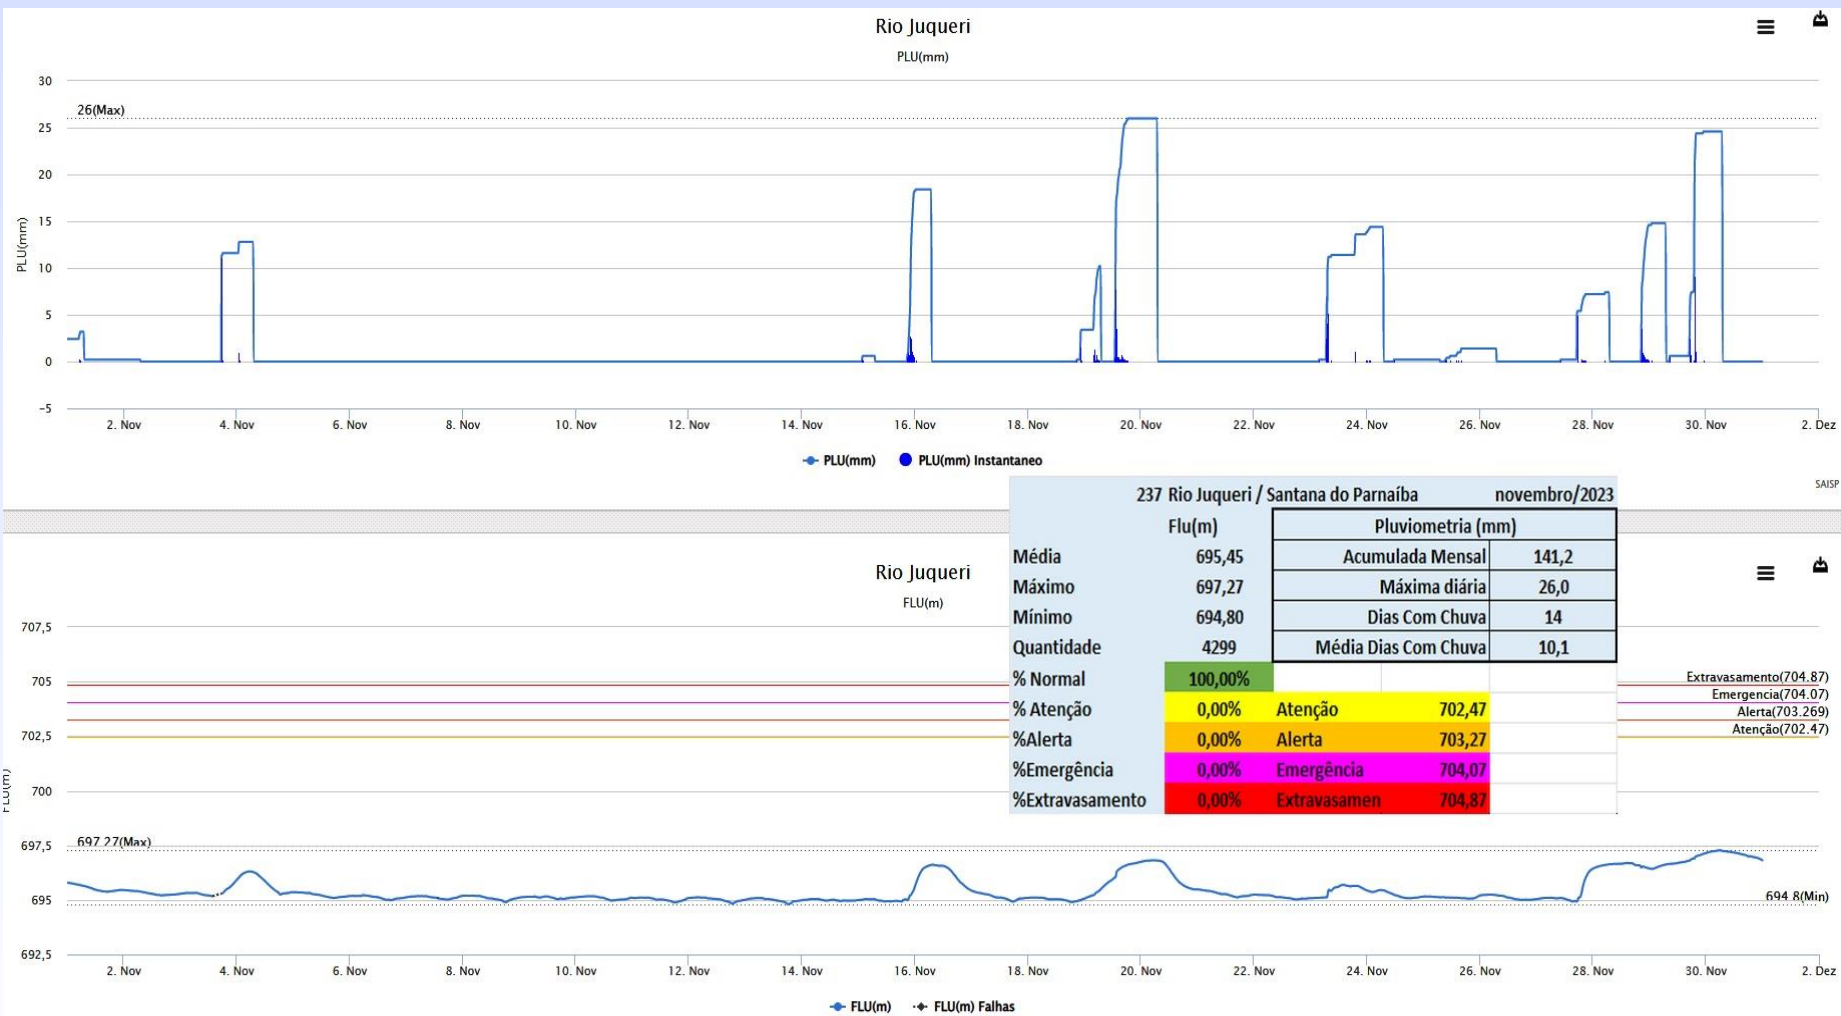 Rio Juqueri
PLU(mm)
30
26(Max)
25
20
15
10
5
0
−5
PLU(mm)
2. Nov 4. Nov 6. Nov 8. Nov 10. Nov 12. Nov 14. Nov 16. Nov 18. Nov 20. Nov 22. Nov 24. Nov 26. Nov 28. Nov 30. Nov 2. Dez
PLU(mm) PLU(mm) Instantaneo
SAISP
237 Rio Juqueri / Santana do Parnaíba novembro/2023
Flu(m) Pluviometria (mm)
Média 695,45 Acumulada Mensal 141,2
Máximo 697,27 Máxima diária 26,0
Mínimo 694,80 Dias Com Chuva 14
Quantidade 4299 Média Dias Com Chuva 10,1
% Normal 100,00%
% Atenção 0,00% Atenção 702,47
%Alerta 0,00% Alerta 703,27
%Emergência 0,00% Emergência 704,07
%Extravasamento 0,00% Extravasamen 704,87
Rio Juqueri
FLU(m)
707,5
705
702,5
700
697,5
695
692,5
FLU(m)
Extravasamento(704.87)
Emergencia(704.07)
Alerta(703.269)
Atenção(702.47)
697.27(Max)
694.8(Min)
2. Nov 4. Nov 6. Nov 8. Nov 10. Nov 12. Nov 14. Nov 16. Nov 18. Nov 20. Nov 22. Nov 24. Nov 26. Nov 28. Nov 30. Nov 2. Dez
FLU(m) FLU(m) Falhas